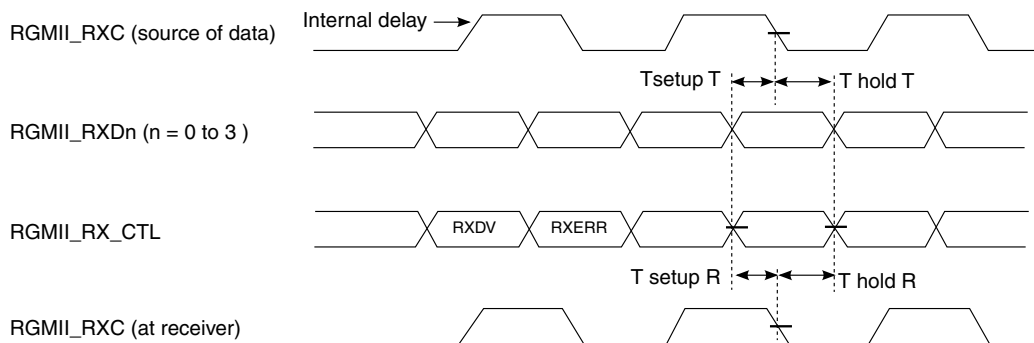 Internal delay
RGMII_RXC (source of data)
Tsetup T
T hold T
RGMII_RXDn (n = 0 to 3 )
RGMII_RX_CTL
RXDV
RXERR
T setup R
T hold R
RGMII_RXC (at receiver)